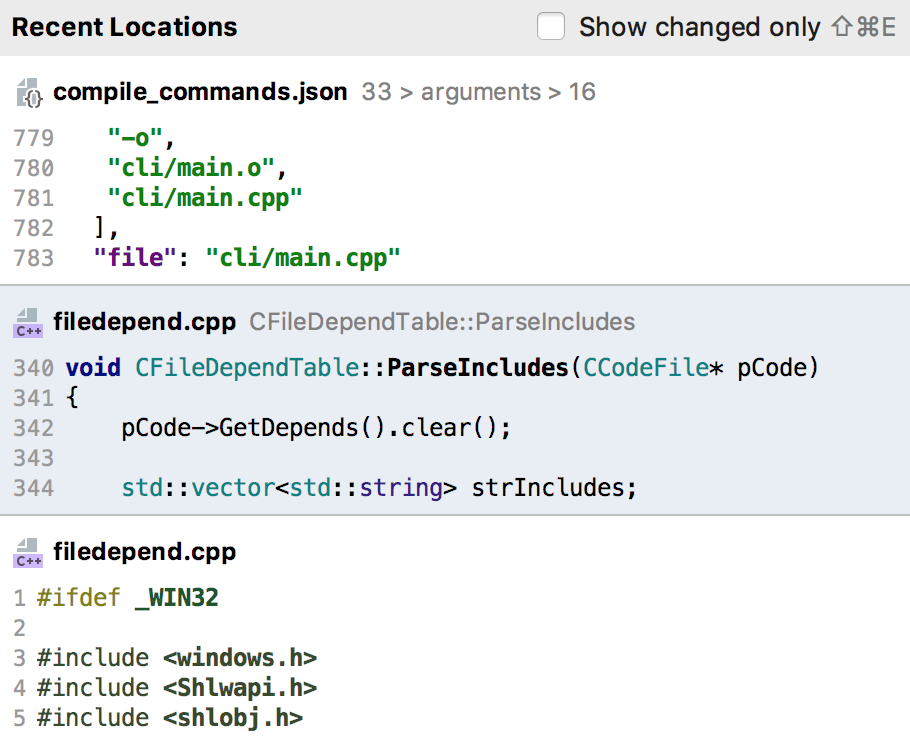 Recent Locations Show changed only ⇧⌘E
compile_commands.json 33 > arguments > 16
779 "-o",
780 "cli/main.o",
781 "cli/main.cpp"
782 ],
783 "file": "cli/main.cpp"
C++ filedepend.cpp CFileDependTable::ParseIncludes
340 void CFileDependTable::ParseIncludes(CCodeFile* pCode)
341 {
342 pCode->GetDepends().clear();
343
344 std::vector<std::string> strIncludes;
C++ filedepend.cpp
1 #ifdef _WIN32
2
3 #include <windows.h>
4 #include <Shlwapi.h>
5 #include <shlobj.h>